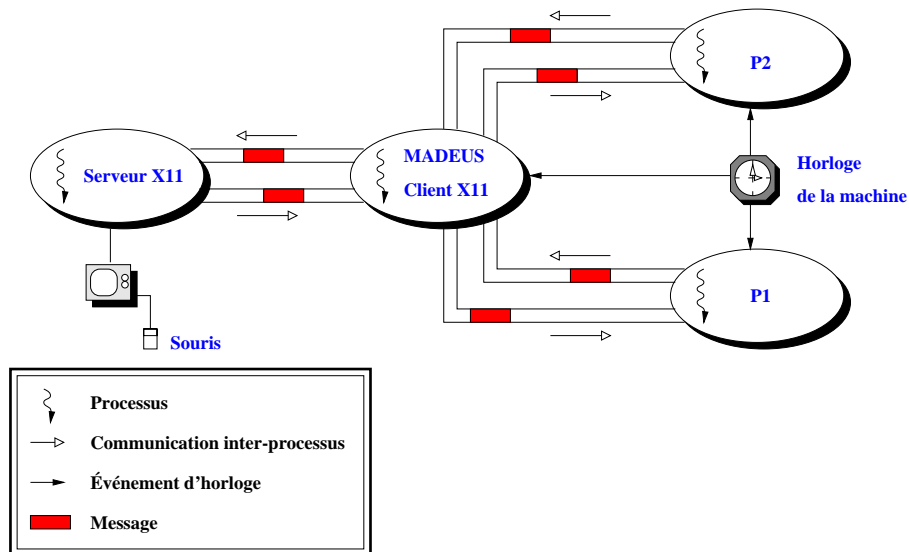 P2
MADEUS
Client X11
Serveur X11
Horloge
de la machine
P1
Souris
Processus
Communication inter-processus
Événement d'horloge
Message